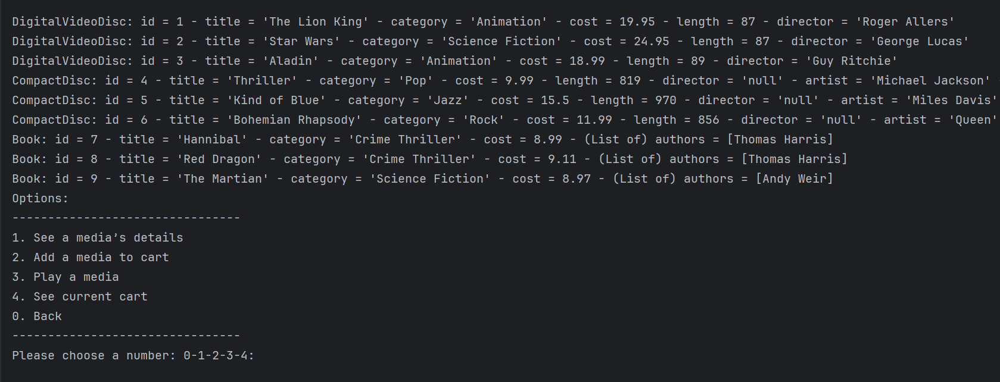 DigitalVideoDisc: id = 1 - title = 'The Lion King' - category = 'Animation' - cost = 19.95 - length = 87 - director = 'Roger Allers'
DigitalVideoDisc: id = 2 - title = 'Star Wars' - category = 'Science Fiction' - cost = 24.95 - length = 87 - director = 'George Lucas'
DigitalVideoDisc: id = 3 - title = 'Aladin' - category = 'Animation' - cost = 18.99 - length = 89 - director = 'Guy Ritchie'
CompactDisc: id = 4 - title = 'Thriller' - category = 'Pop' - cost = 9.99 - length = 819 - director = 'null' - artist = 'Michael Jackson'
CompactDisc: id = 5 - title = 'Kind of Blue' - category = 'Jazz' - cost = 15.5 - length = 970 - director = 'null' - artist = 'Miles Davis'
CompactDisc: id = 6 - title = 'Bohemian Rhapsody' - category = 'Rock' - cost = 11.99 - length = 856 - director = 'null' - artist = 'Queen'
Book: id = 7 - title = 'Hannibal' - category = 'Crime Thriller' - cost = 8.99 - (List of) authors = [Thomas Harris]
Book: id = 8 - title = 'Red Dragon' - category = 'Crime Thriller' - cost = 9.11 - (List of) authors = [Thomas Harris]
Book: id = 9 - title = 'The Martian' - category = 'Science Fiction' - cost = 8.97 - (List of) authors = [Andy Weir]
Options:
--------------------------------
1. See a media’s details
2. Add a media to cart
3. Play a media
4. See current cart
0. Back
--------------------------------
Please choose a number: 0-1-2-3-4: